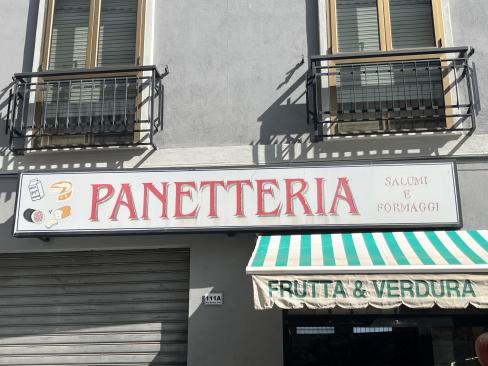 PANETTERIA
SALUMI
E
FORMAGGI
FRUTTA & VERDURA
111A